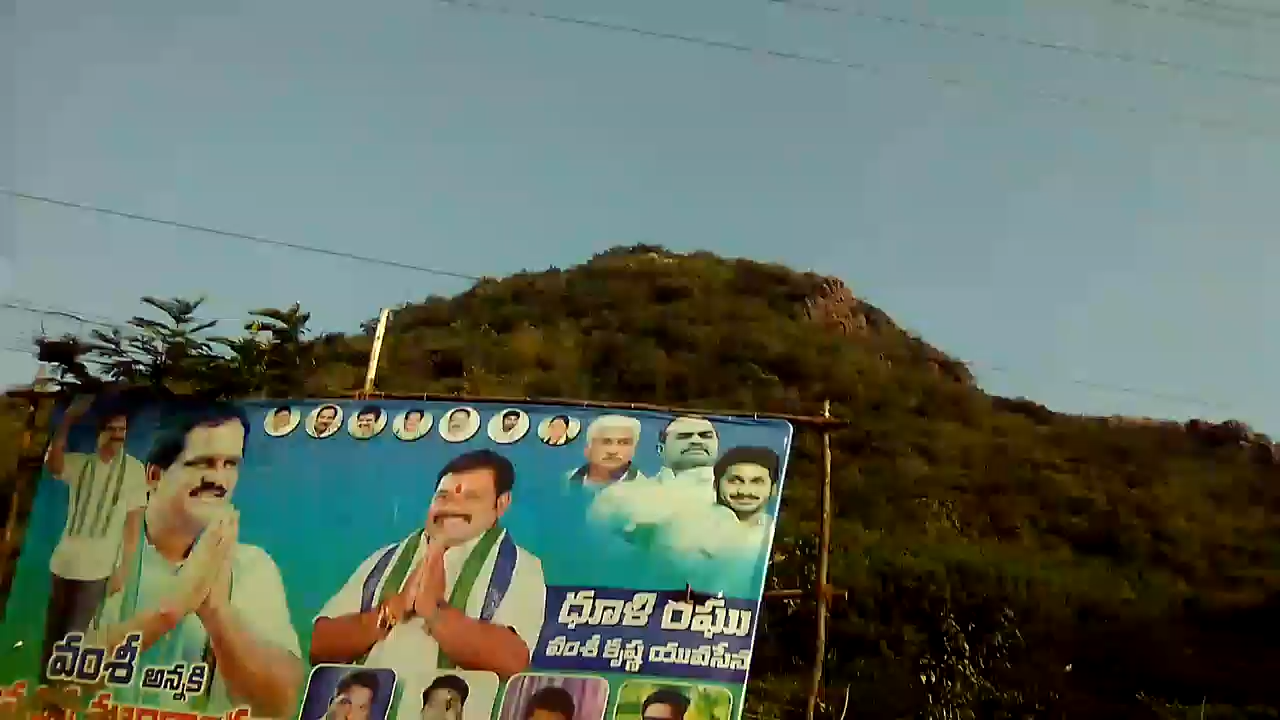 వంశీ అన్నకి
ధూళి రఘు
వంశీ కృష్ణ యువసేన